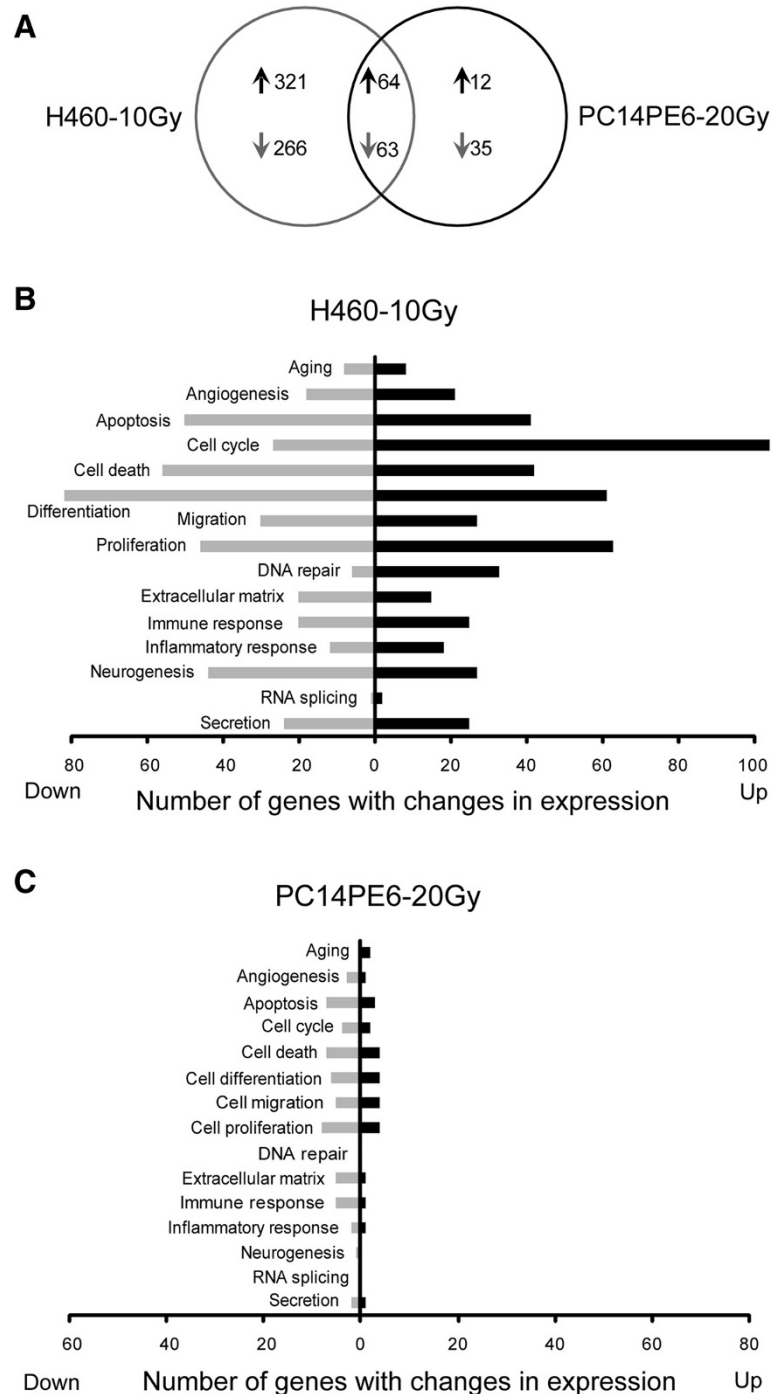 A
H460-10Gy
PC14PE6-20Gy
↑ 321
↑ 64
↑ 12
↓ 266
↓ 63
↓ 35
B
H460-10Gy
Aging
Angiogenesis
Apoptosis
Cell cycle
Cell death
Differentiation
Migration
Proliferation
DNA repair
Extracellular matrix
Immune response
Inflammatory response
Neurogenesis
RNA splicing
Secretion
80 60 40 20 0 20 40 60 80 100
Down Number of genes with changes in expression Up
C
PC14PE6-20Gy
Aging
Angiogenesis
Apoptosis
Cell cycle
Cell death
Cell differentiation
Cell migration
Cell proliferation
DNA repair
Extracellular matrix
Immune response
Inflammatory response
Neurogenesis
RNA splicing
Secretion
60 40 20 0 20 40 60 80
Down Number of genes with changes in expression Up